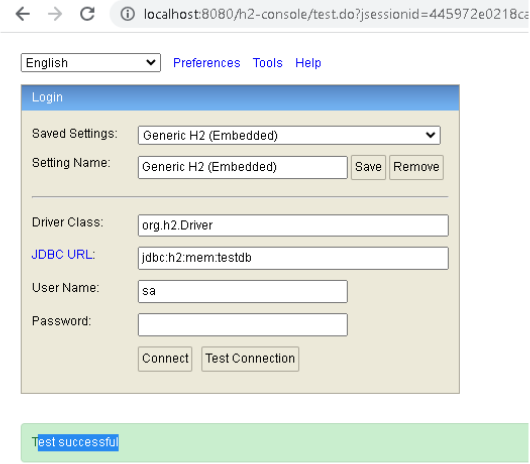 localhost:8080/h2-console/test.do?jsessionid=445972e0218ca
English Preferences Tools Help
Login
Saved Settings: Generic H2 (Embedded)
Setting Name: Generic H2 (Embedded) Save Remove
Driver Class: org.h2.Driver
JDBC URL: jdbc:h2:mem:testdb
User Name: sa
Password:
Connect Test Connection
Test successful